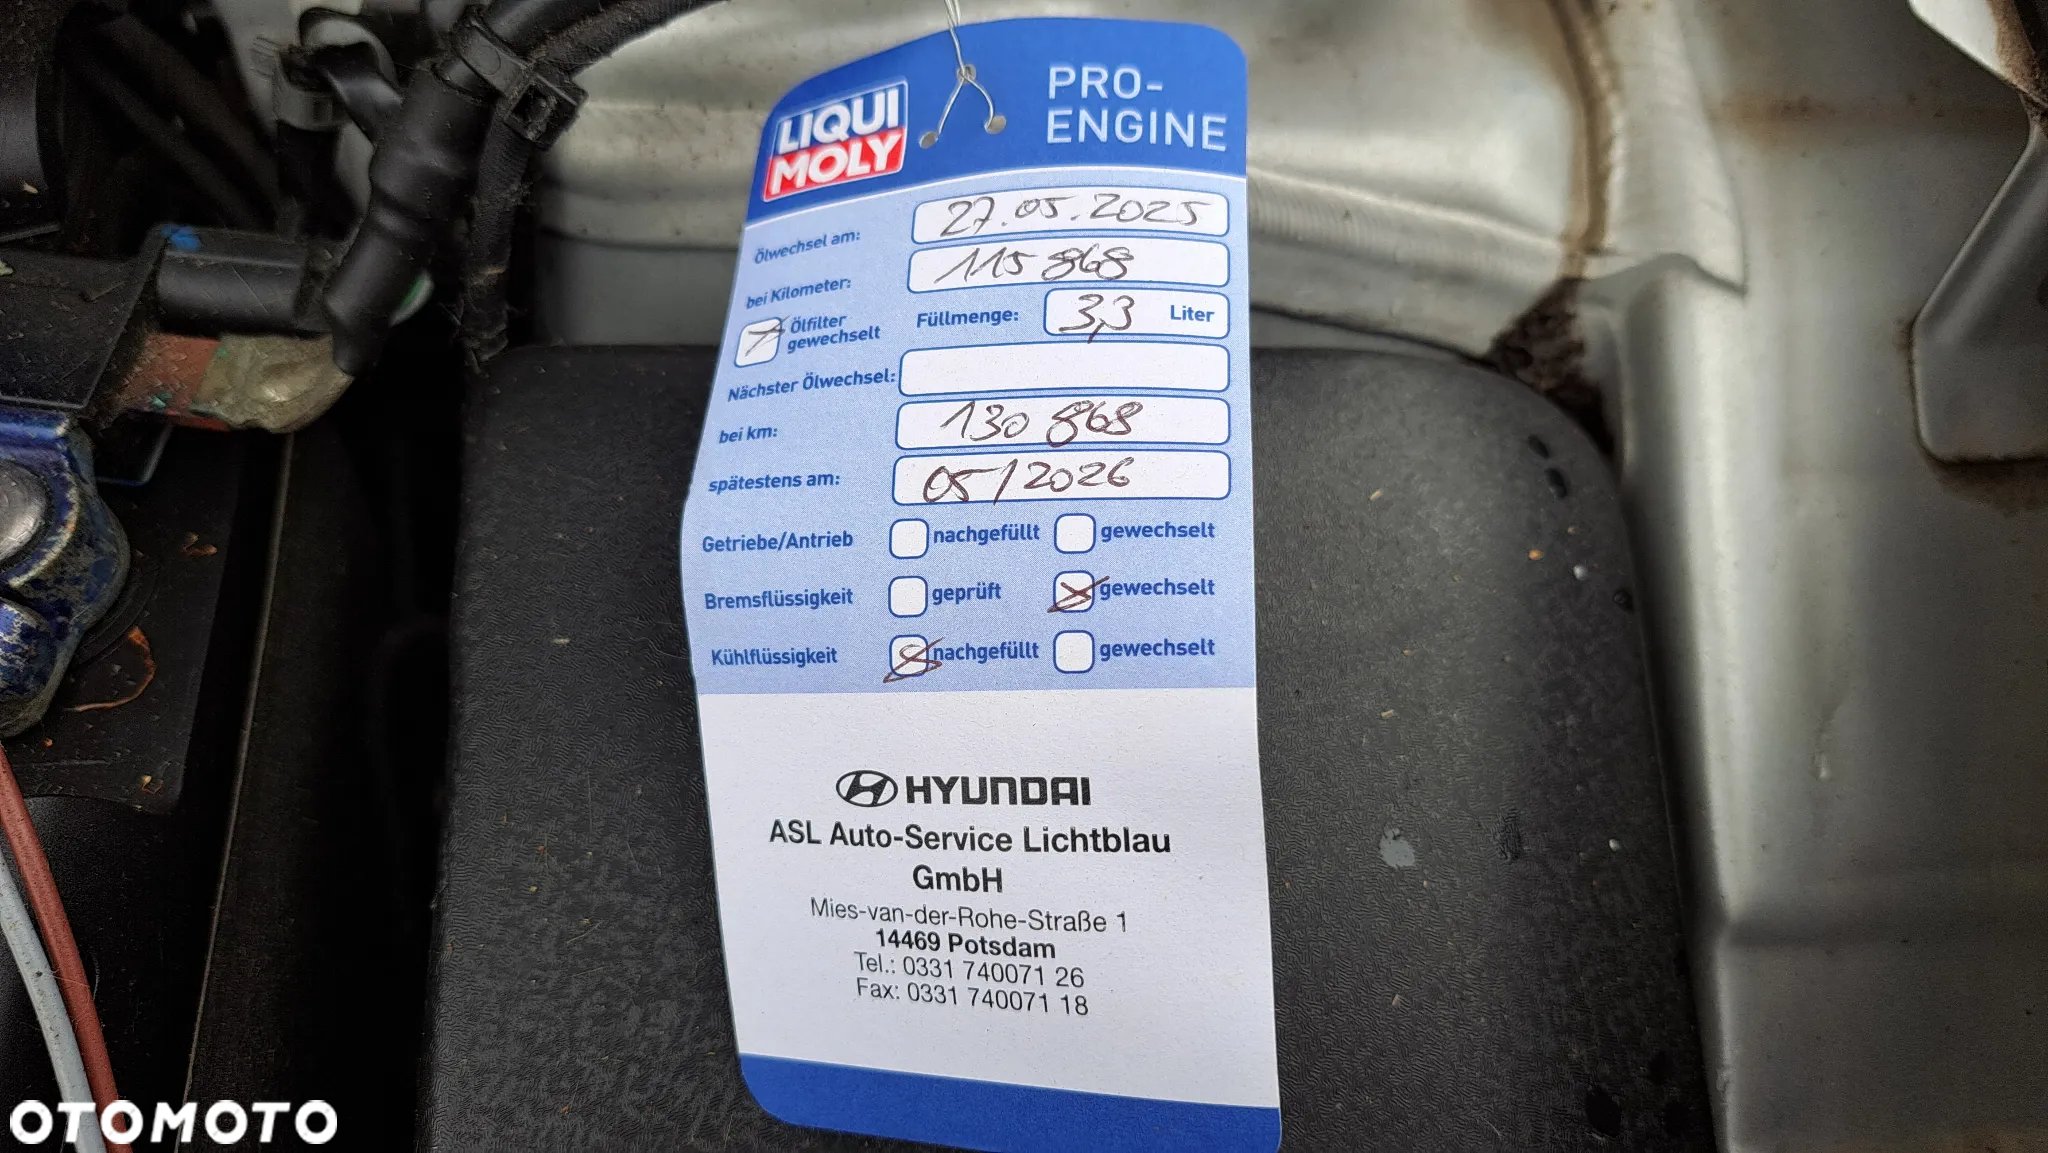 LIQUI
MOLY
PRO-
ENGINE
Ölwechsel am: 27.05.2025
bei Kilometer: 115 868
Ölfilter
gewechselt
Füllmenge: 3,3 Liter
Nächster Ölwechsel:
bei km: 130 868
spätestens am: 05/2026
Getriebe/Antrieb nachgefüllt gewechselt
Bremsflüssigkeit geprüft gewechselt
Kühlflüssigkeit nachgefüllt gewechselt
HYUNDAI
ASL Auto-Service Lichtblau
GmbH
Mies-van-der-Rohe-Straße 1
14469 Potsdam
Tel.: 0331 740071 26
Fax: 0331 740071 18
OTOMOTO